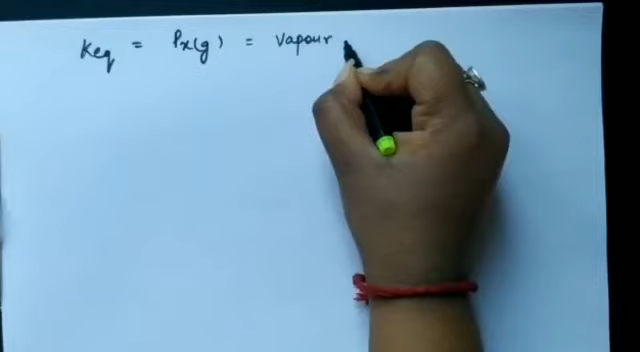 Keq = Px(g) = Vapour